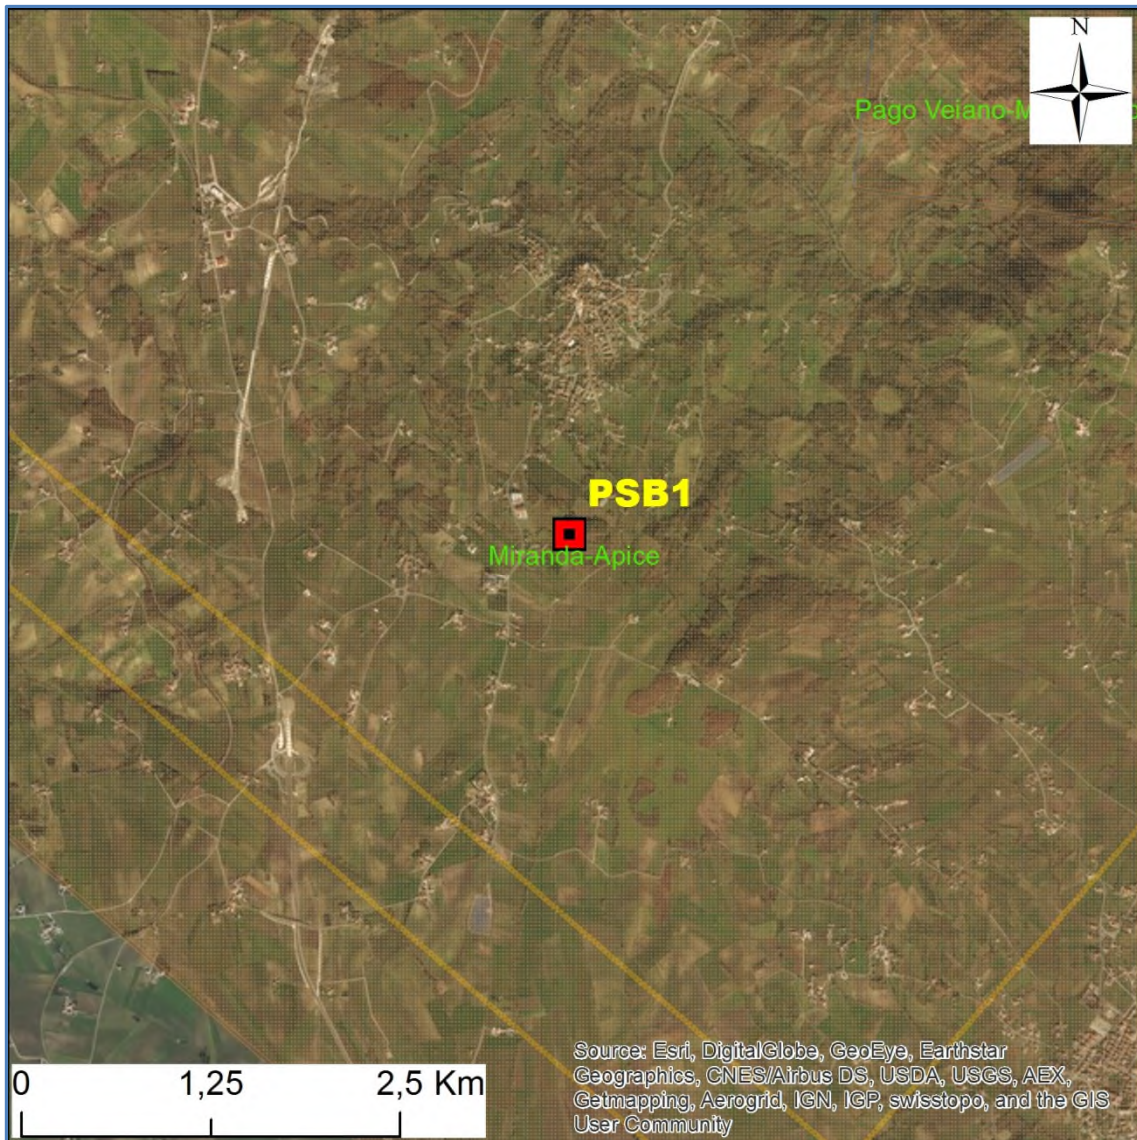 N
Pago Veiano-M
PSB1
Miranda-Apice
0 1,25 2,5 Km
Source: Esri, DigitalGlobe, GeoEye, Earthstar
Geographics, CNES/Airbus DS, USDA, USGS, AEX,
Getmapping, Aerogrid, IGN, IGP, swisstopo, and the GIS
User Community